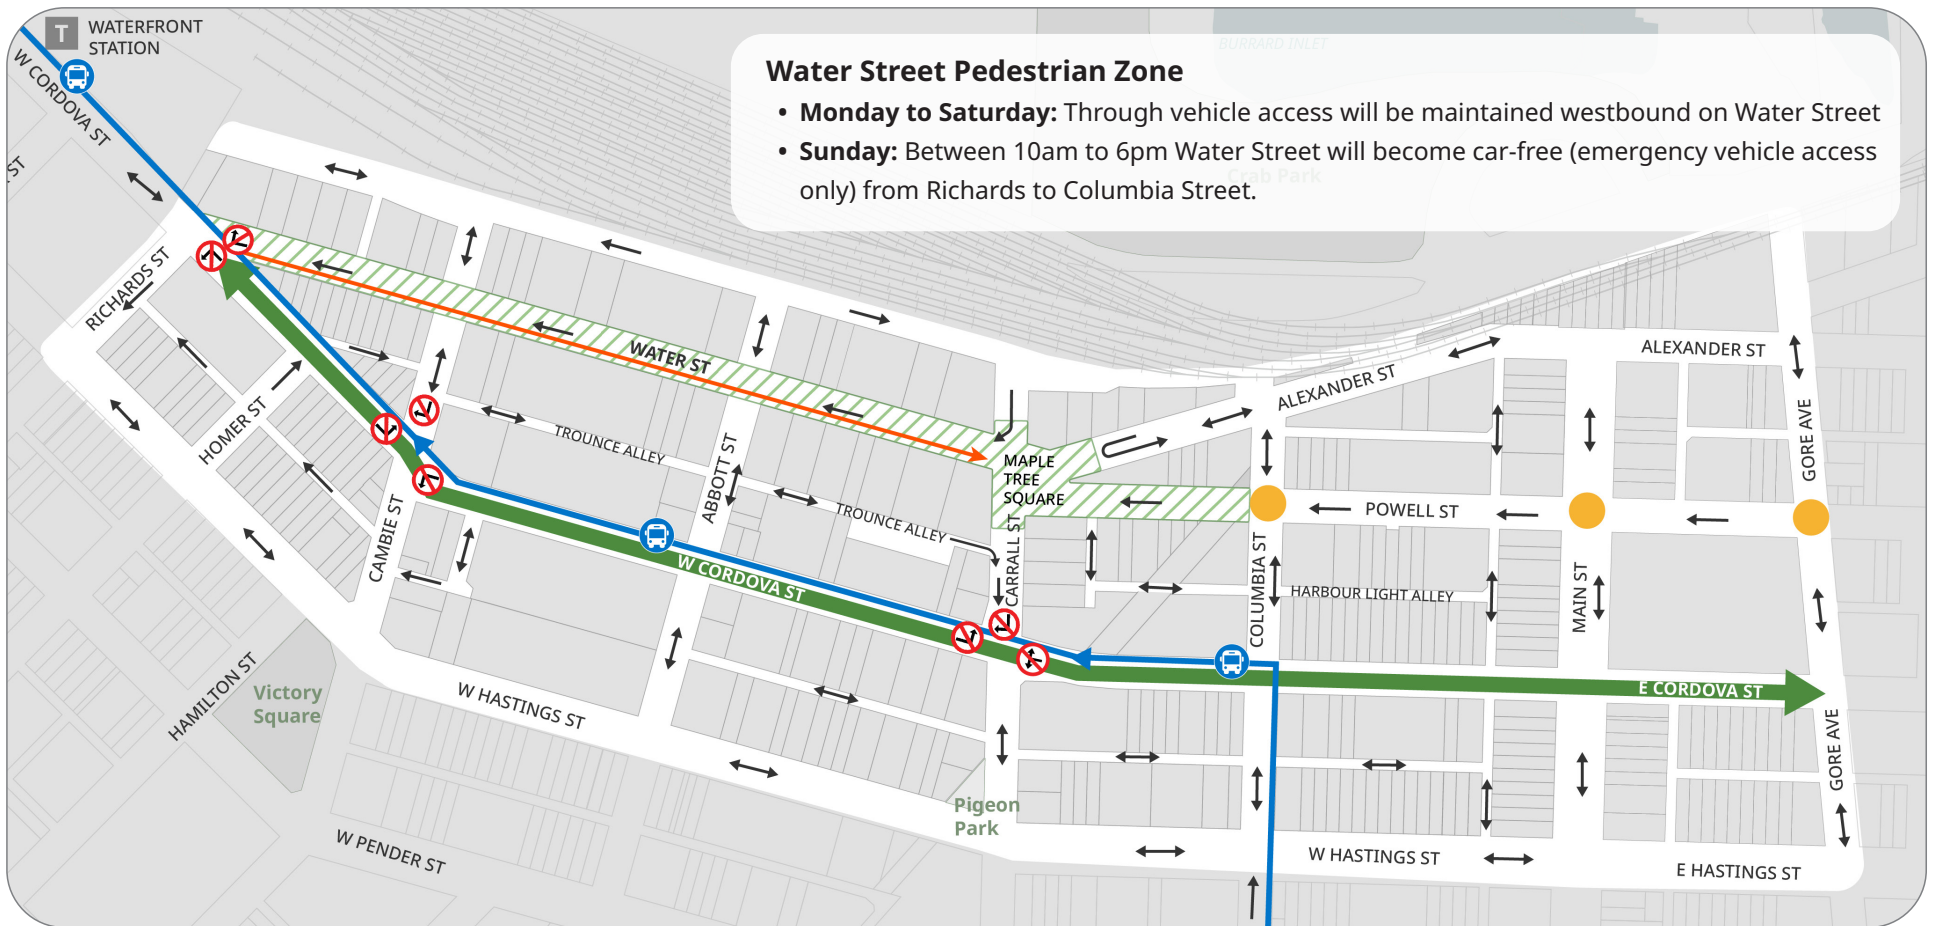 T
WATERFRONT
STATION
W CORDOVA ST
ST
BURRARD INLET
Water Street Pedestrian Zone
• Monday to Saturday: Through vehicle access will be maintained westbound on Water Street
• Sunday: Between 10am to 6pm Water Street will become car-free (emergency vehicle access
only) from Richards to Columbia Street.
Crab Park
RICHARDS ST
WATER ST
ALEXANDER ST
ALEXANDER ST
HOMER ST
TROUNCE ALLEY
ABBOTT ST
MAPLE
TREE
SQUARE
GORE AVE
POWELL ST
TROUNCE ALLEY
CAMBIE ST
W CORDOVA ST
CARRALL ST
COLUMBIA ST
HARBOUR LIGHT ALLEY
MAIN ST
HAMILTON ST
Victory
Square
W HASTINGS ST
E CORDOVA ST
GORE AVE
Pigeon
Park
W PENDER ST
W HASTINGS ST
E HASTINGS ST